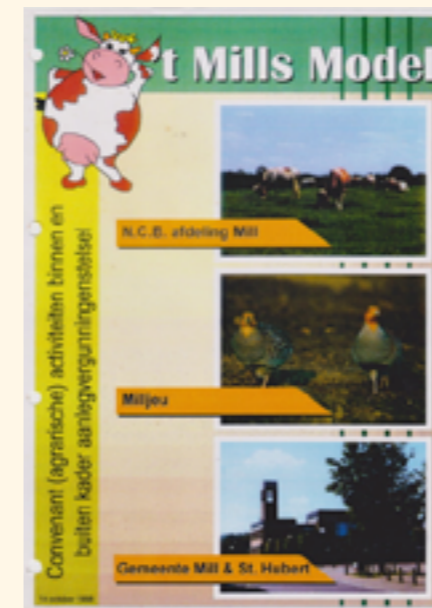 't Mills Model
N.C.B. afdeling Mill
Miljeu
Gemeente Mill & St. Hubert
Convenant (agrarische) activiteiten binnen en
buiten kader aanlegvergunningenstelsel